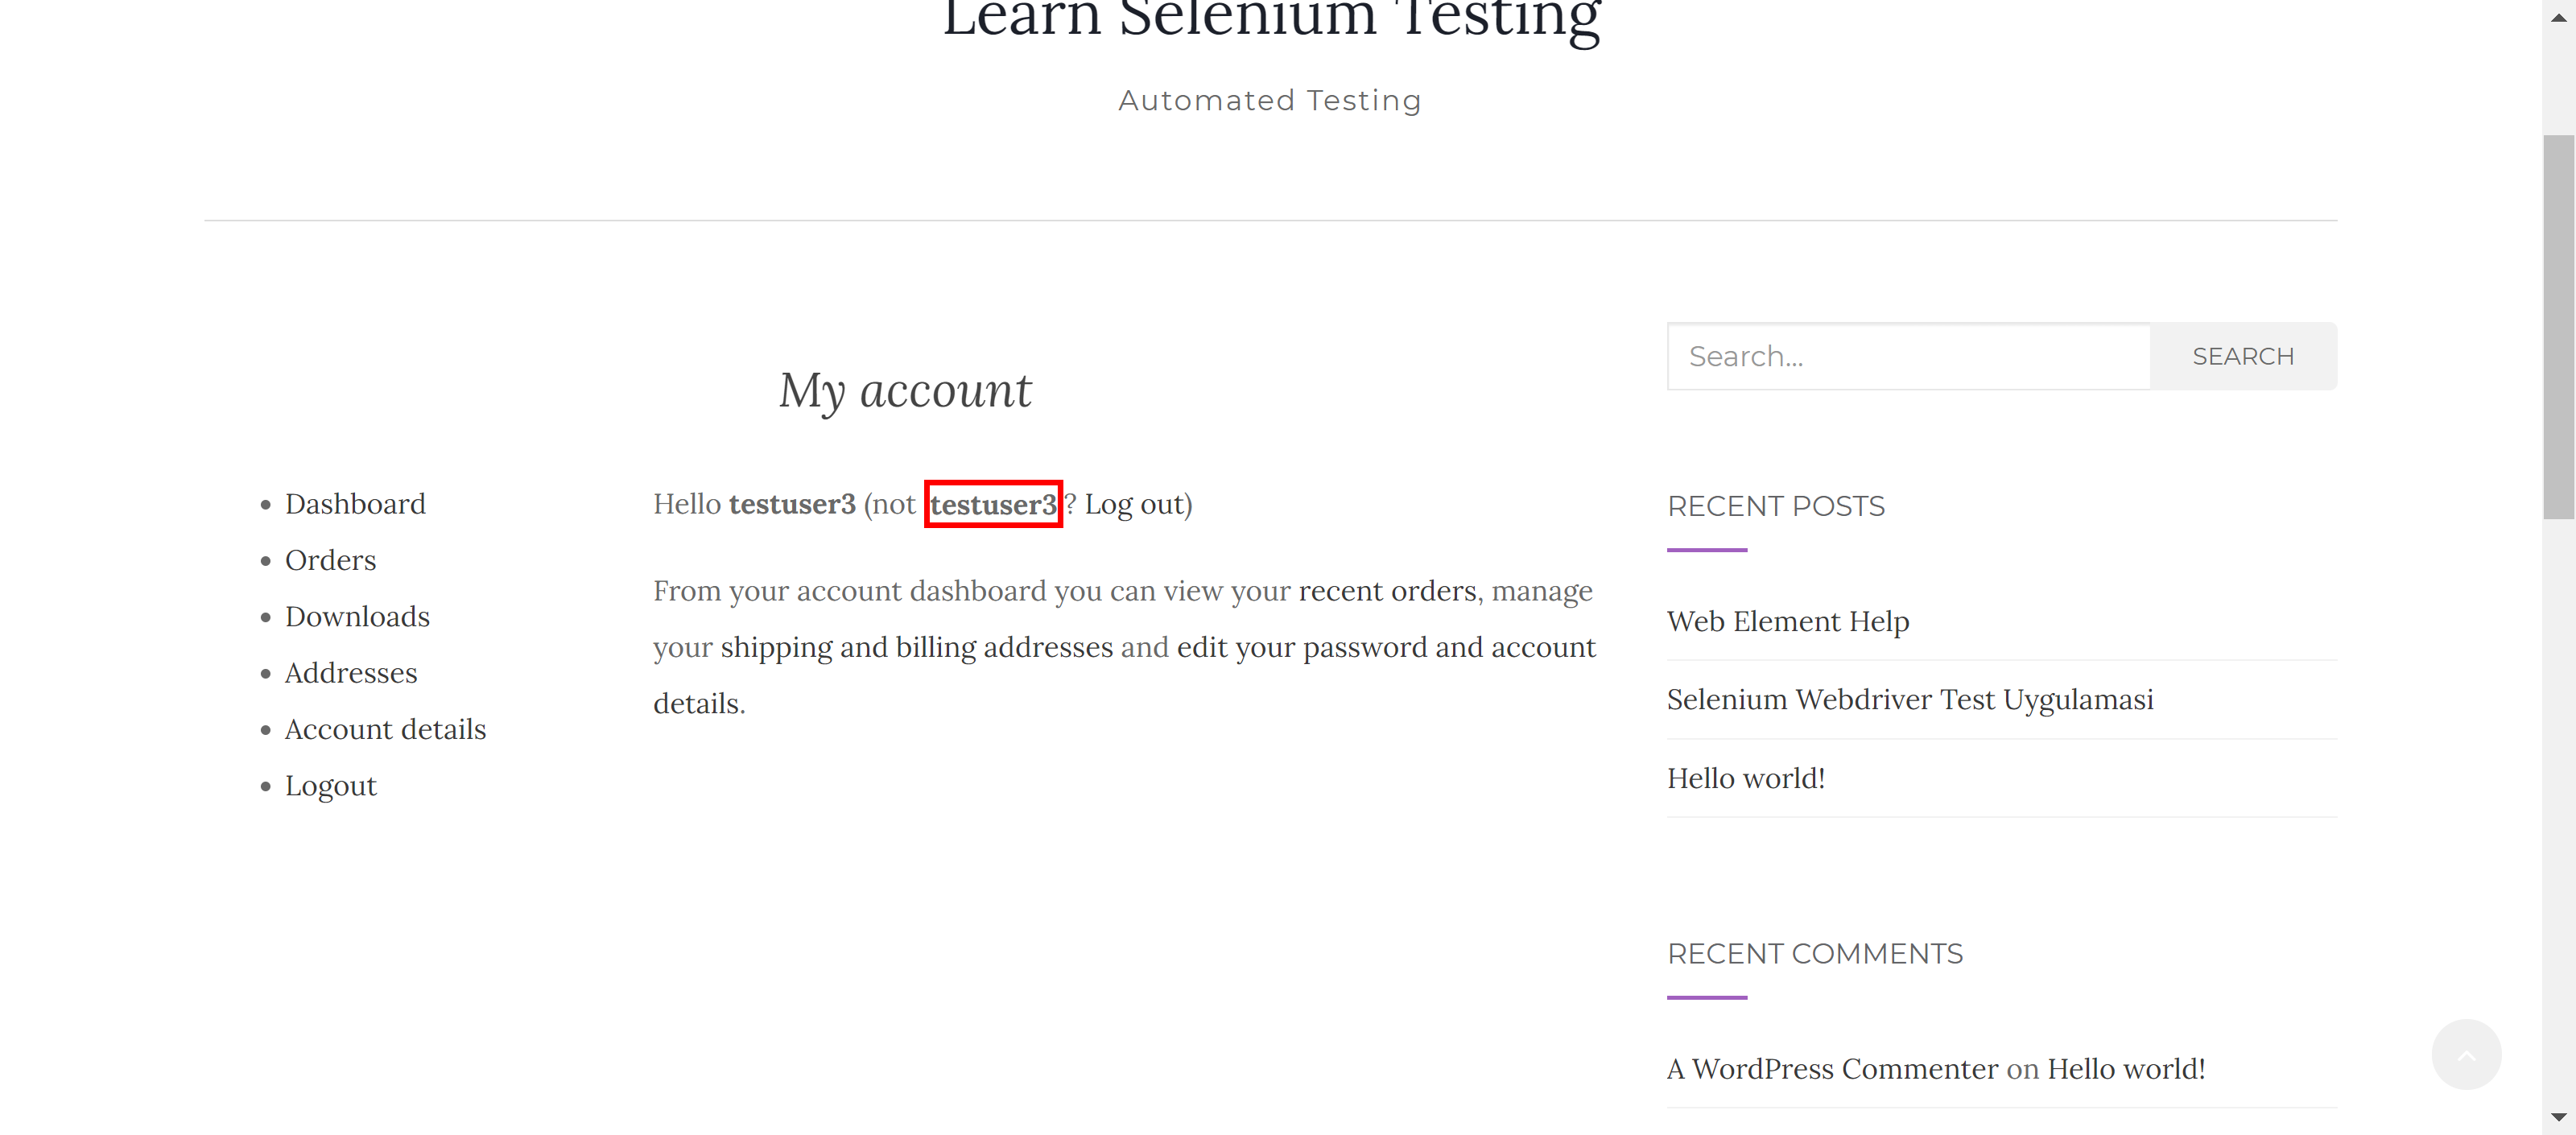 Learn Selenium Testing
Automated Testing
My account
Search...
SEARCH
Dashboard
Orders
Downloads
Addresses
Account details
Logout
Hello testuser3 (not testuser3? Log out)
From your account dashboard you can view your recent orders, manage
your shipping and billing addresses and edit your password and account
details.
RECENT POSTS
Web Element Help
Selenium Webdriver Test Uygulamasi
Hello world!
RECENT COMMENTS
A WordPress Commenter on Hello world!